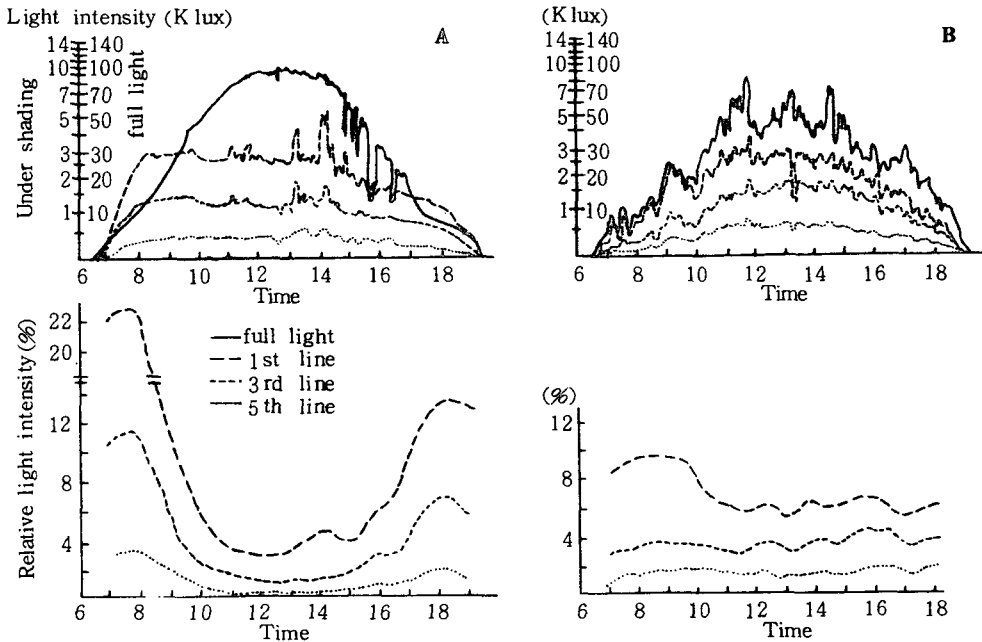 Light intensity (K lux)
A
14 140
10 100
7 70
5 50
3 30
2 20
1 10
Under shading
full light
6 8 10 12 14 16 18
Time
(K lux)
B
14 140
10 100
7 70
5 50
3 30
2 20
1 10
6 8 10 12 14 16 18
Time
Relative light intensity (%)
22
20
12
8
4
full light
1st line
3rd line
5th line
6 8 10 12 14 16 18
Time
(%)
12
8
4
6 8 10 12 14 16 18
Time